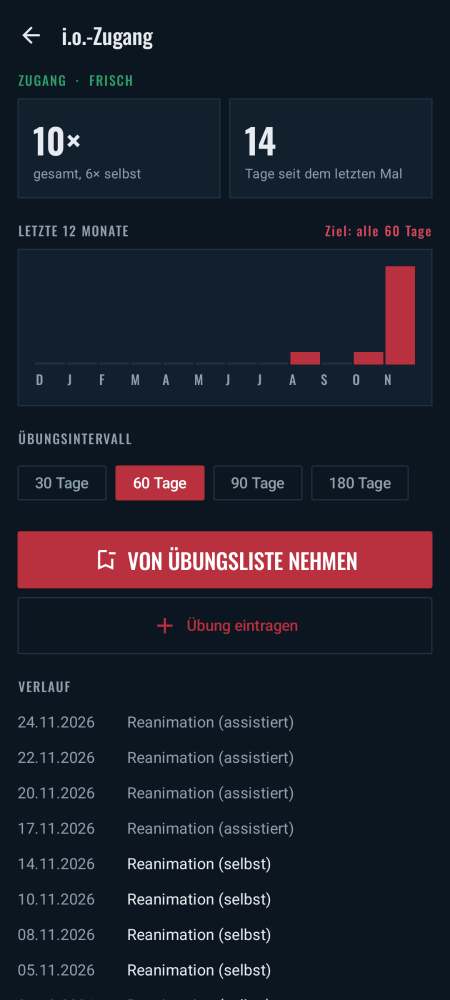 i.o.-Zugang
ZUGANG · FRISCH
10×
gesamt, 6× selbst
14
Tage seit dem letzten Mal
LETZTE 12 MONATE
Ziel: alle 60 Tage
D J F M A M J J A S O N
ÜBUNGSINTERVALL
30 Tage
60 Tage
90 Tage
180 Tage
VON ÜBUNGSLISTE NEHMEN
Übung eintragen
VERLAUF
24.11.2026 Reanimation (assistiert)
22.11.2026 Reanimation (assistiert)
20.11.2026 Reanimation (assistiert)
17.11.2026 Reanimation (assistiert)
14.11.2026 Reanimation (selbst)
10.11.2026 Reanimation (selbst)
08.11.2026 Reanimation (selbst)
05.11.2026 Reanimation (selbst)